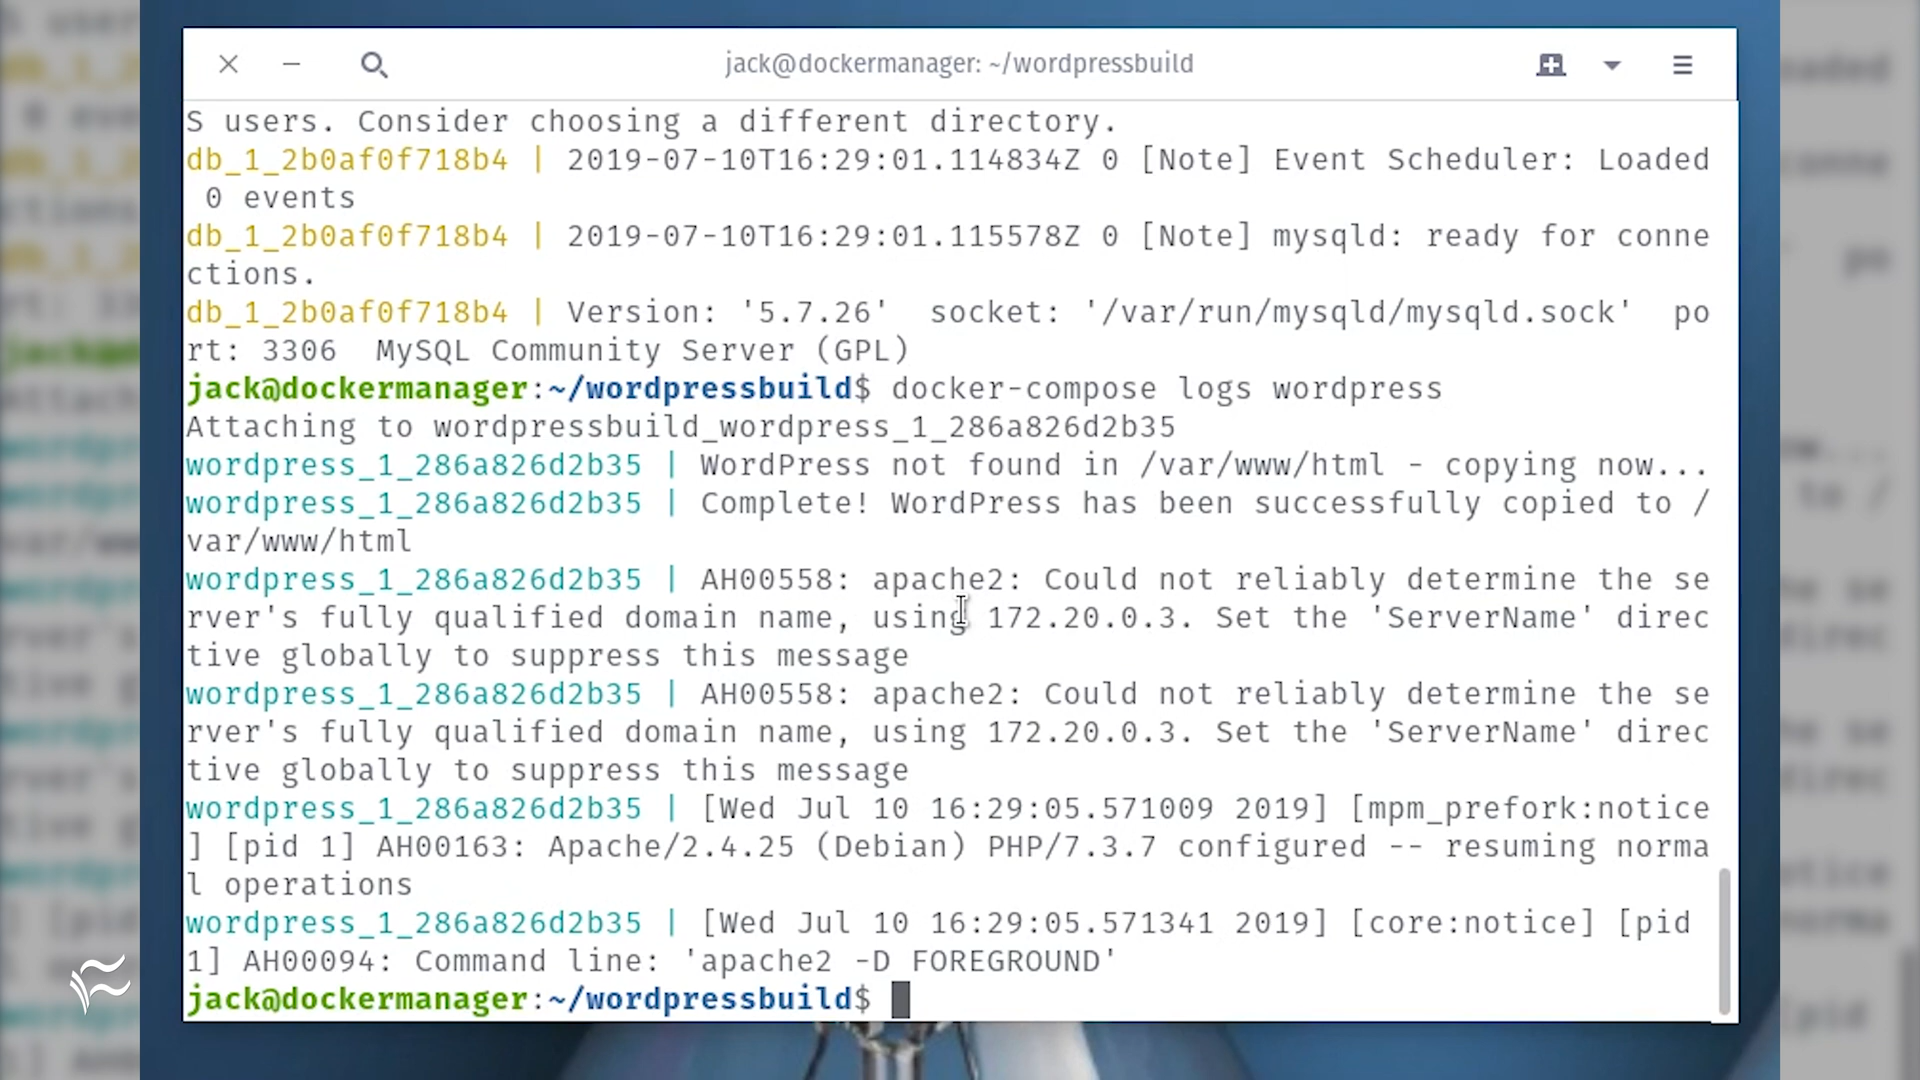 jack@dockermanager: ~/wordpressbuild
S users. Consider choosing a different directory.
db_1_2b0af0f718b4 | 2019-07-10T16:29:01.114834Z 0 [Note] Event Scheduler: Loaded
 0 events
db_1_2b0af0f718b4 | 2019-07-10T16:29:01.115578Z 0 [Note] mysqld: ready for conne
ctions.
db_1_2b0af0f718b4 | Version: '5.7.26'  socket: '/var/run/mysqld/mysqld.sock'  po
rt: 3306  MySQL Community Server (GPL)
jack@dockermanager:~/wordpressbuild$ docker-compose logs wordpress
Attaching to wordpressbuild_wordpress_1_286a826d2b35
wordpress_1_286a826d2b35 | WordPress not found in /var/www/html - copying now...
wordpress_1_286a826d2b35 | Complete! WordPress has been successfully copied to /
var/www/html
wordpress_1_286a826d2b35 | AH00558: apache2: Could not reliably determine the se
rver's fully qualified domain name, using 172.20.0.3. Set the 'ServerName' direc
tive globally to suppress this message
wordpress_1_286a826d2b35 | AH00558: apache2: Could not reliably determine the se
rver's fully qualified domain name, using 172.20.0.3. Set the 'ServerName' direc
tive globally to suppress this message
wordpress_1_286a826d2b35 | [Wed Jul 10 16:29:05.571009 2019] [mpm_prefork:notice
] [pid 1] AH00163: Apache/2.4.25 (Debian) PHP/7.3.7 configured -- resuming norma
l operations
wordpress_1_286a826d2b35 | [Wed Jul 10 16:29:05.571341 2019] [core:notice] [pid
1] AH00094: Command line: 'apache2 -D FOREGROUND'
jack@dockermanager:~/wordpressbuild$